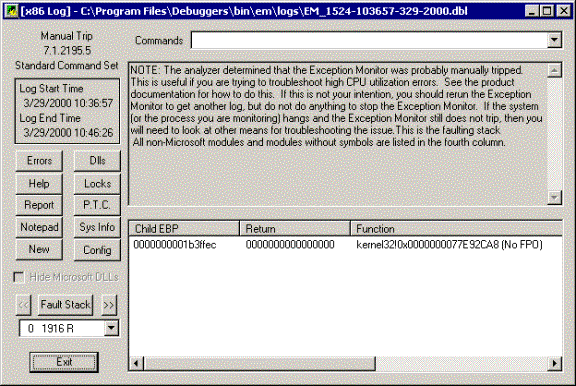 [x86 Log] - C:\Program Files\Debuggers\bin\em\logs\EM_1524-103657-329-2000.dbl
Manual Trip
7.1.2195.5
Standard Command Set
Commands
Log Start Time
3/29/2000 10:36:57
Log End Time
3/29/2000 10:46:26
NOTE: The analyzer determined that the Exception Monitor was probably manually tripped.
This is useful if you are trying to troubleshoot high CPU utilization errors.  See the product
documentation for how to do this.  If this is not your intention, you should rerun the Exception
Monitor to get another log, but do not do anything to stop the Exception Monitor.  If the system
(or the process you are monitoring) hangs and the Exception Monitor still does not trip, then you
will need to look at other means for troubleshooting the issue.This is the faulting stack
All non-Microsoft modules and modules without symbols are listed in the fourth column.
Errors
Dlls
Help
Locks
Report
P.T.C.
Notepad
Sys Info
New
Config
Hide Microsoft DLLs
<<
Fault Stack
>>
0 1916 R
Exit
Child EBP
Return
Function
0000000001b3ffec
0000000000000000
kernel32!0x0000000077E92CA8 (No FPO)